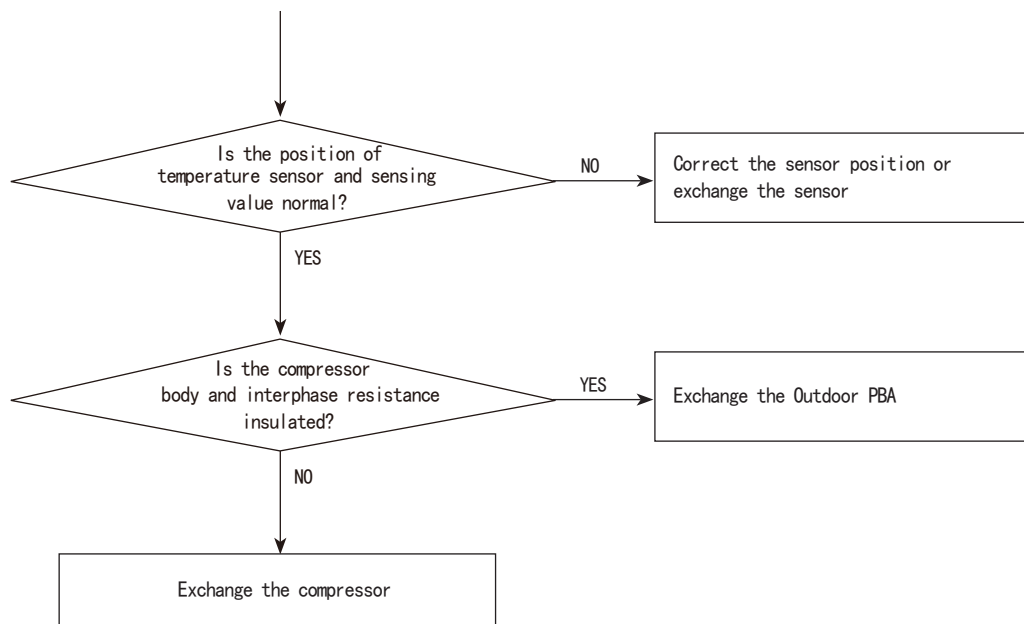 Is the position of
temperature sensor and sensing
value normal?
NO
Correct the sensor position or
exchange the sensor
YES
Is the compressor
body and interphase resistance
insulated?
YES
Exchange the Outdoor PBA
NO
Exchange the compressor